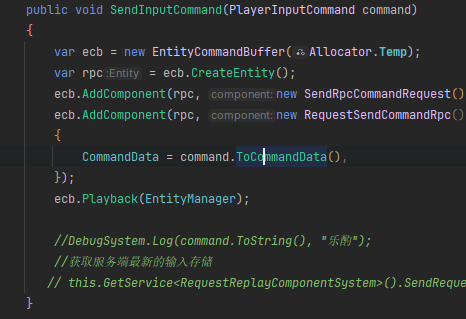 public void SendInputCommand(PlayerInputCommand command)
{
var ecb = new EntityCommandBuffer(Allocator.Temp);
var rpc :Entity = ecb.CreateEntity();
ecb.AddComponent(rpc, component: new SendRpcCommandRequest()
ecb.AddComponent(rpc, component: new RequestSendCommandRpc()
{
CommandData = command.ToCommandData(),
});
ecb.Playback(EntityManager);
//DebugSystem.Log(command.ToString(), "乐酌");
//获取服务端最新的输入存储
// this.GetService<RequestReplayComponentSystem>().SendReque
}